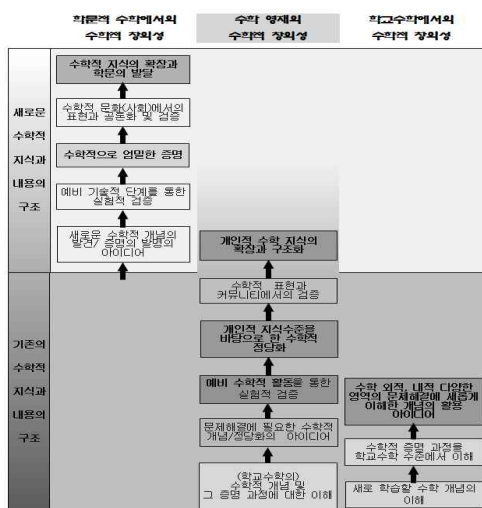 학문적 수학에서의
수학적 창의성
수학 영재의
수학적 창의성
학교수학에서의
수학적 창의성
새로운
수학적
지식과
내용의
구조
수학적 지식의 확장과
학문의 발달
수학적 문화(사회)에서의
표현과 공론화 및 검증
수학적으로 엄밀한 증명
예비 기술적 단계를 통한
실험적 검증
새로운 수학적 개념의
발견/ 증명의 발명의
아이디어
기존의
수학적
지식과
내용의
구조
개인적 수학 지식의
확장과 구조화
수학적 표현과
커뮤니티에서의 검증
개인적 지식수준을
바탕으로 한 수학적
정당화
예비 수학적 활동을 통한
실험적 검증
문제해결에 필요한 수학적
개념/정당화의 아이디어
(학교수학의)
수학적 개념 및
그 증명 과정에 대한 이해
수학 외적, 내적 다양한
영역의 문제해결에 새롭게
이해한 개념의 활용
아이디어
수학적 증명 과정을
학교수학 수준에서 이해
새로 학습할 수학 개념의
이해